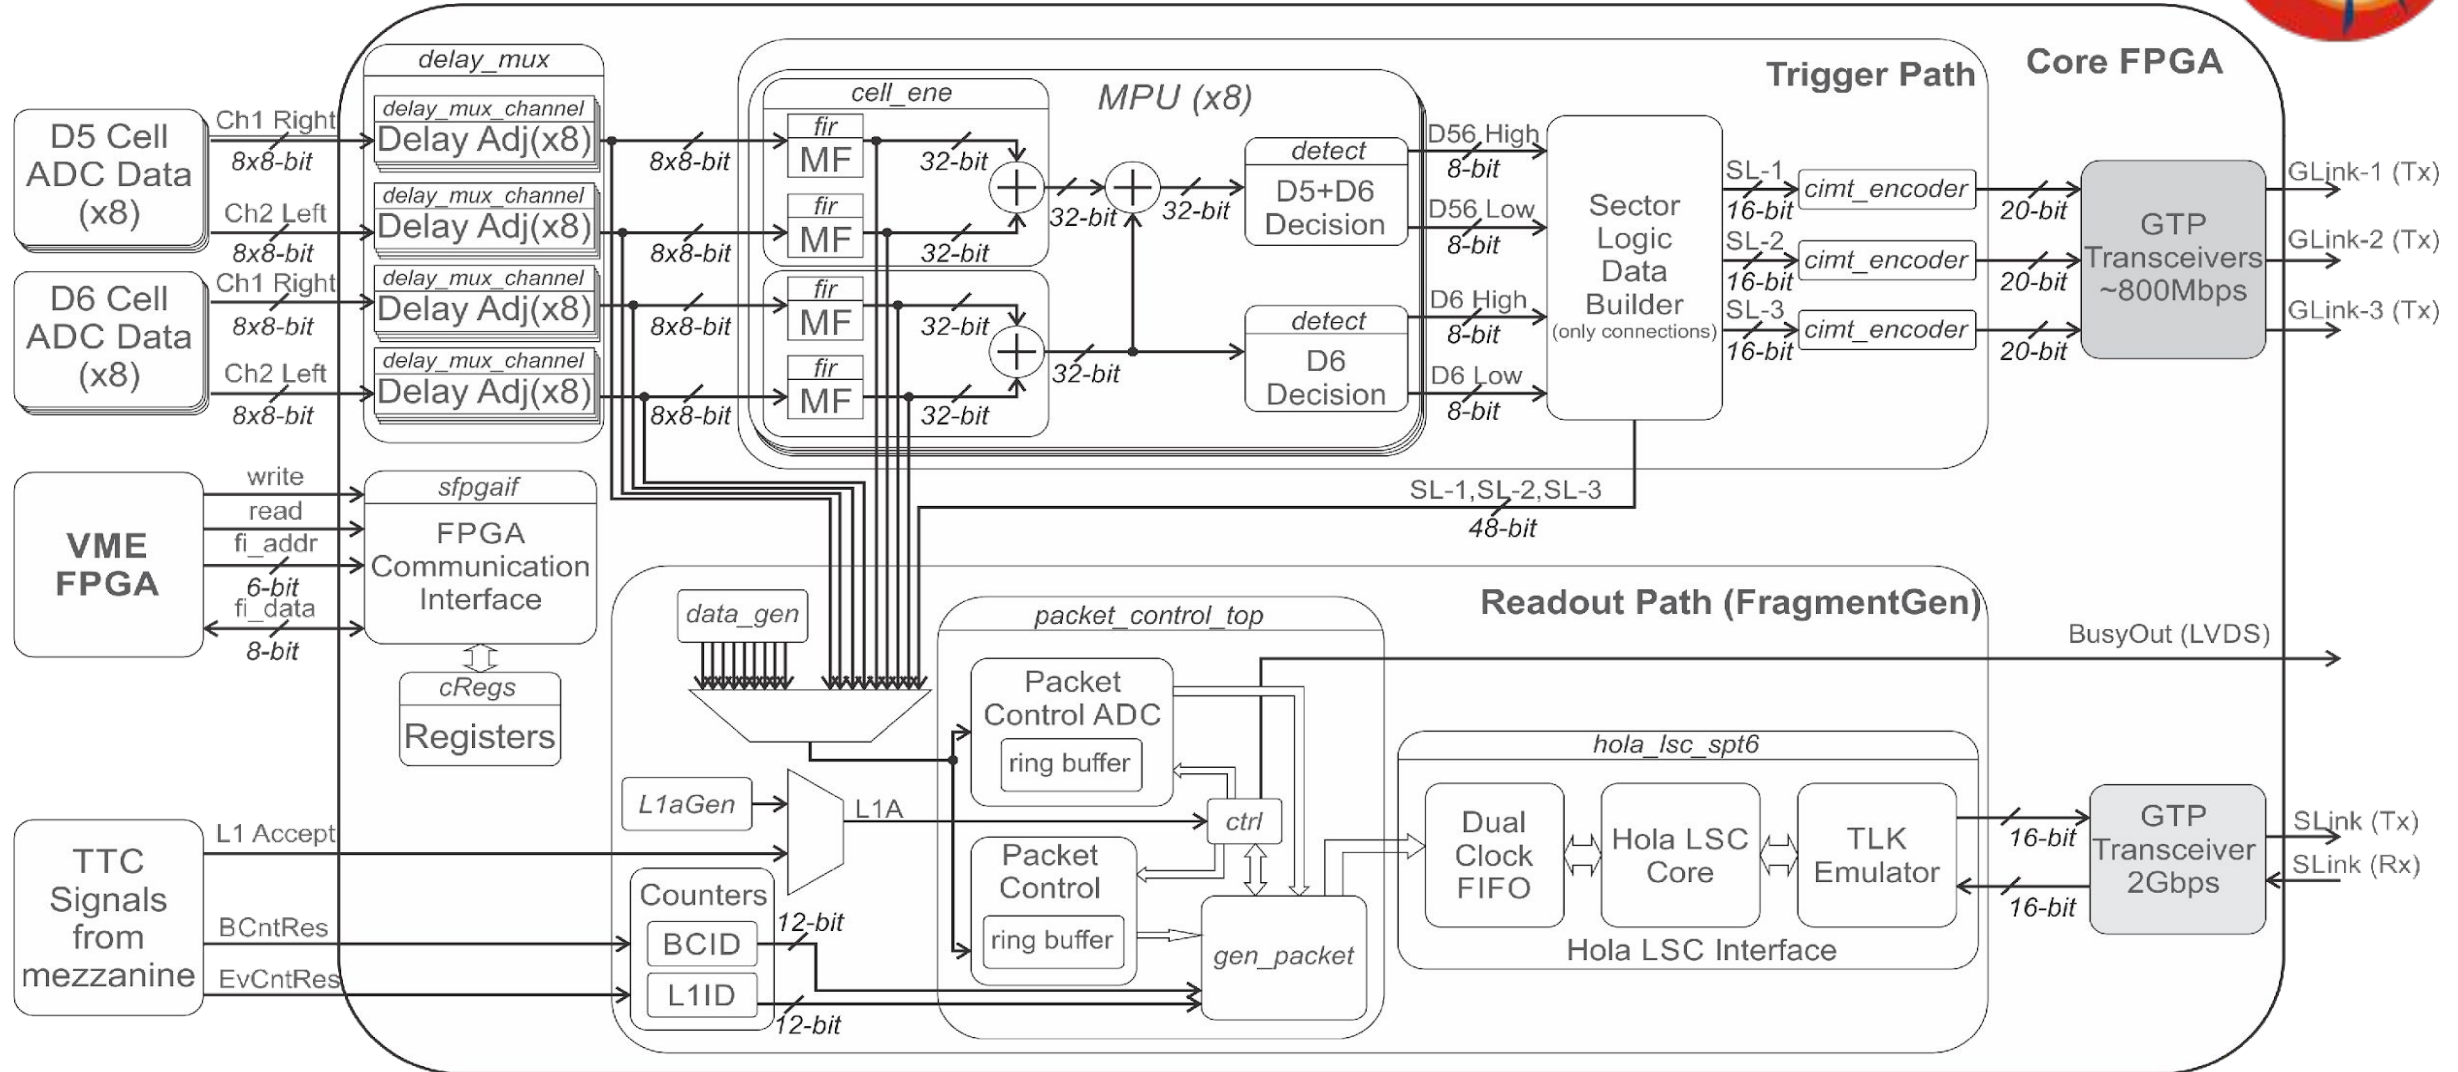 Core FPGA
Trigger Path
delay_mux
delay_mux_channel
Delay Adj(x8)
delay_mux_channel
Delay Adj(x8)
delay_mux_channel
Delay Adj(x8)
delay_mux_channel
Delay Adj(x8)
D5 Cell
ADC Data
(x8)
Ch1 Right
8x8-bit
Ch2 Left
8x8-bit
D6 Cell
ADC Data
(x8)
Ch1 Right
8x8-bit
Ch2 Left
8x8-bit
8x8-bit
8x8-bit
8x8-bit
8x8-bit
MPU (x8)
cell_ene
fir
MF
32-bit
fir
MF
32-bit
fir
MF
32-bit
fir
MF
32-bit
32-bit
32-bit
32-bit
detect
D5+D6
Decision
detect
D6
Decision
D56 High
8-bit
D56 Low
8-bit
D6 High
8-bit
D6 Low
8-bit
Sector
Logic
Data
Builder
(only connections)
SL-1
16-bit
SL-2
16-bit
SL-3
16-bit
cimt_encoder
cimt_encoder
cimt_encoder
20-bit
20-bit
20-bit
GTP
Transceivers
~800Mbps
GLink-1 (Tx)
GLink-2 (Tx)
GLink-3 (Tx)
SL-1,SL-2,SL-3
48-bit
VME
FPGA
write
read
fi_addr
6-bit
fi_data
8-bit
sfpgaif
FPGA
Communication
Interface
cRegs
Registers
Readout Path (FragmentGen)
data_gen
packet_control_top
Packet
Control ADC
ring buffer
L1aGen
L1A
ctrl
Packet
Control
ring buffer
gen_packet
BusyOut (LVDS)
hola_lsc_spt6
Dual
Clock
FIFO
Hola LSC
Core
TLK
Emulator
Hola LSC Interface
16-bit
16-bit
GTP
Transceiver
2Gbps
SLink (Tx)
SLink (Rx)
TTC
Signals
from
mezzanine
L1 Accept
BCntRes
EvCntRes
Counters
BCID
12-bit
L1ID
12-bit